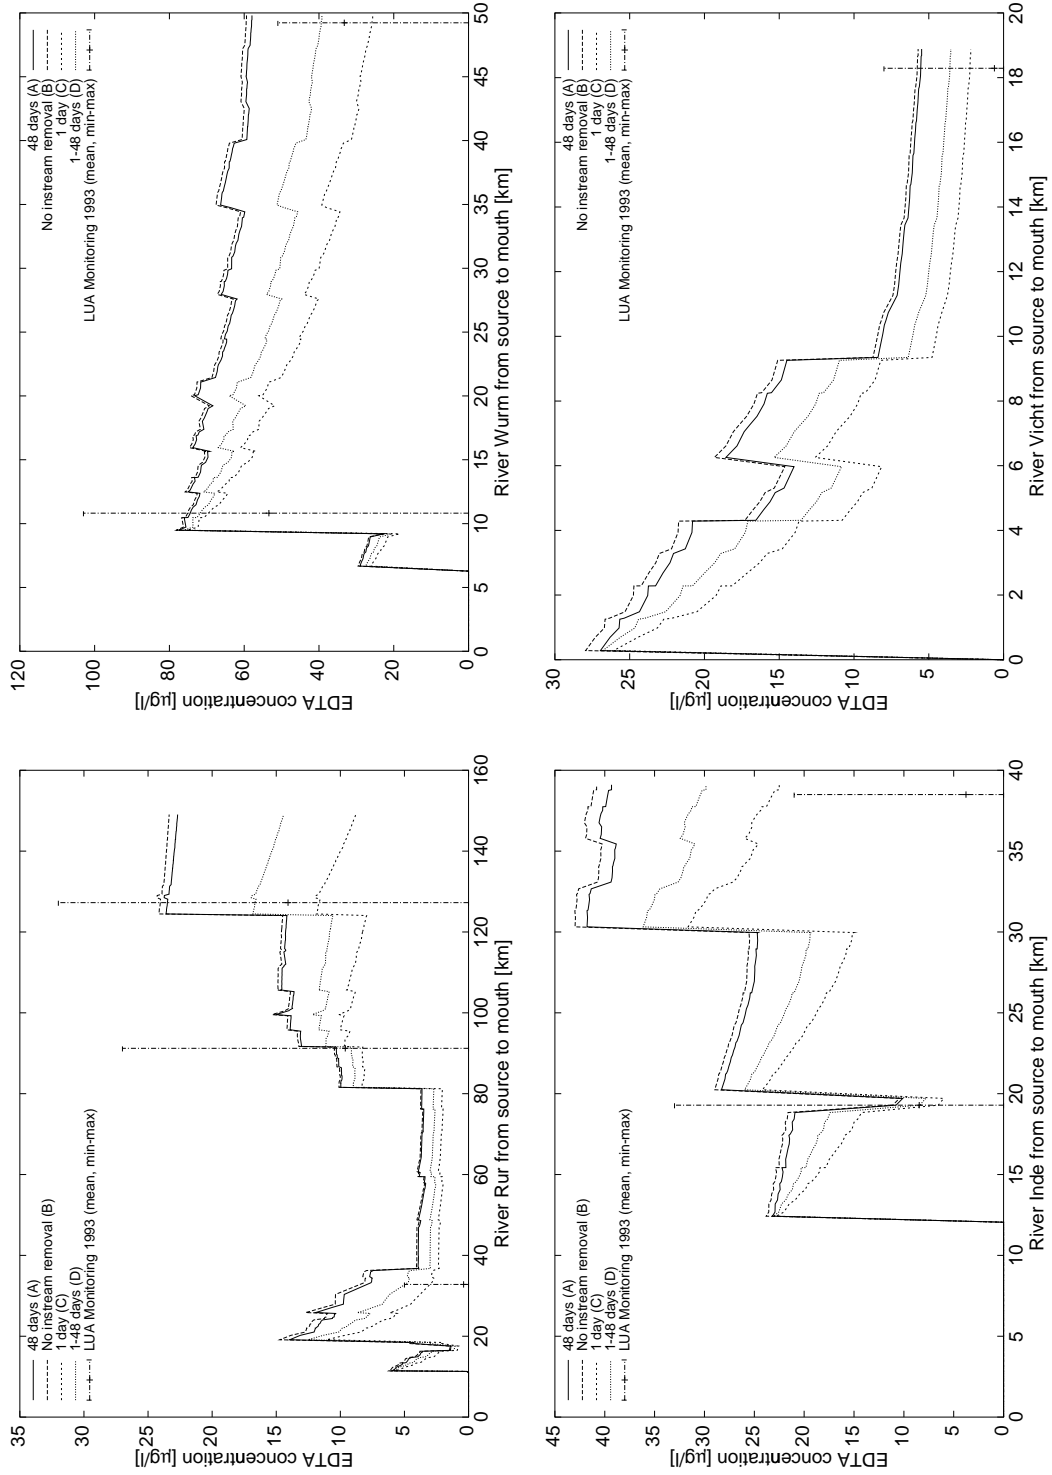 EDTA concentration [µg/l]
35
30
25
20
15
10
5
0
48 days (A)
No instream removal (B)
1 day (C)
1-48 days (D)
LUA Monitoring 1993 (mean, min-max)
0
20
40
60
80
100
120
140
160
River Rur from source to mouth [km]
EDTA concentration [µg/l]
120
100
80
60
40
20
0
48 days (A)
No instream removal (B)
1 day (C)
1-48 days (D)
LUA Monitoring 1993 (mean, min-max)
0
5
10
15
20
25
30
35
40
45
50
River Wurm from source to mouth [km]
EDTA concentration [µg/l]
45
40
35
30
25
20
15
10
5
0
48 days (A)
No instream removal (B)
1 day (C)
1-48 days (D)
LUA Monitoring 1993 (mean, min-max)
0
5
10
15
20
25
30
35
40
River Inde from source to mouth [km]
EDTA concentration [µg/l]
30
25
20
15
10
5
0
48 days (A)
No instream removal (B)
1 day (C)
1-48 days (D)
LUA Monitoring 1993 (mean, min-max)
0
2
4
6
8
10
12
14
16
18
20
River Vicht from source to mouth [km]